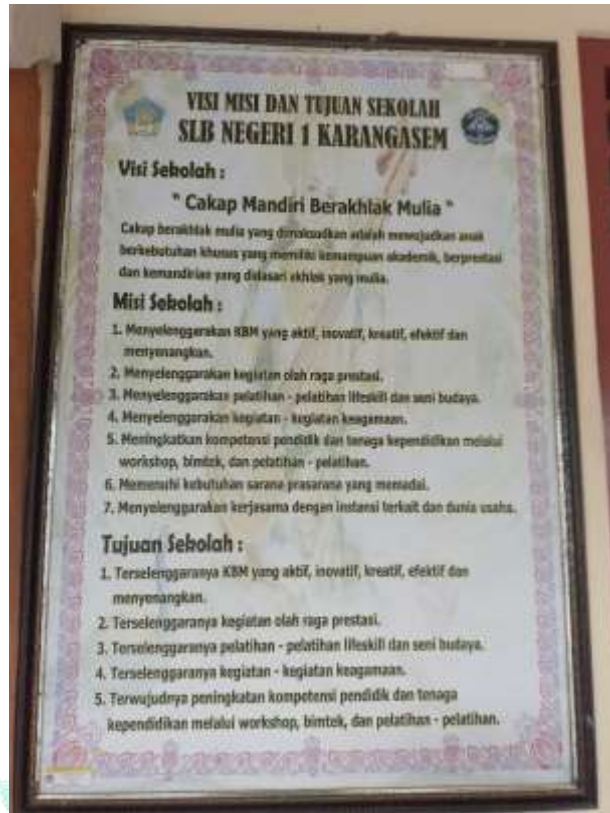 VISI MISI DAN TUJUAN SEKOLAH
SLB NEGERI 1 KARANGASEM
Visi Sekolah :
" Cakap Mandiri Berakhlak Mulia "
Cakap berakhlak mulia yang dimaksudkan adalah mewujudkan anak
berkebutuhan khusus yang memiliki kemampuan akademik, berprestasi
dan kemandirian yang didasari akhlak yang mulia.
Misi Sekolah :
1. Menyelenggarakan KBM yang aktif, inovatif, kreatif, efektif dan
menyenangkan.
2. Menyelenggarakan kegiatan olah raga prestasi.
3. Menyelengarakan pelatihan - pelatihan lifeskill dan seni budaya.
4. Menyelenggarakan kegiatan - kegiatan keagamaan.
5. Meningkatkan kompetensi pendidik dan tenaga kependidikan melalui
workshop, bimtek, dan pelatihan - pelatihan.
6. Memenuhi kebutuhan sarana prasarana yang memadai.
7. Menyelenggarakan kerjasama dengan instansi terkait dan dunia usaha.
Tujuan Sekolah :
1. Terselenggaranya KBM yang aktif, inovatif, kreatif, efektif dan
menyenangkan.
2. Terselenggaranya kegiatan olah raga prestasi.
3. Terselenggaranya pelatihan - pelatihan lifeskill dan seni budaya.
4. Terselenggaranya kegiatan - kegiatan keagamaan.
5. Terwujudnya peningkatan kompetensi pendidik dan tenaga
kependidikan melalui workshop, bimtek, dan pelatihan - pelatihan.